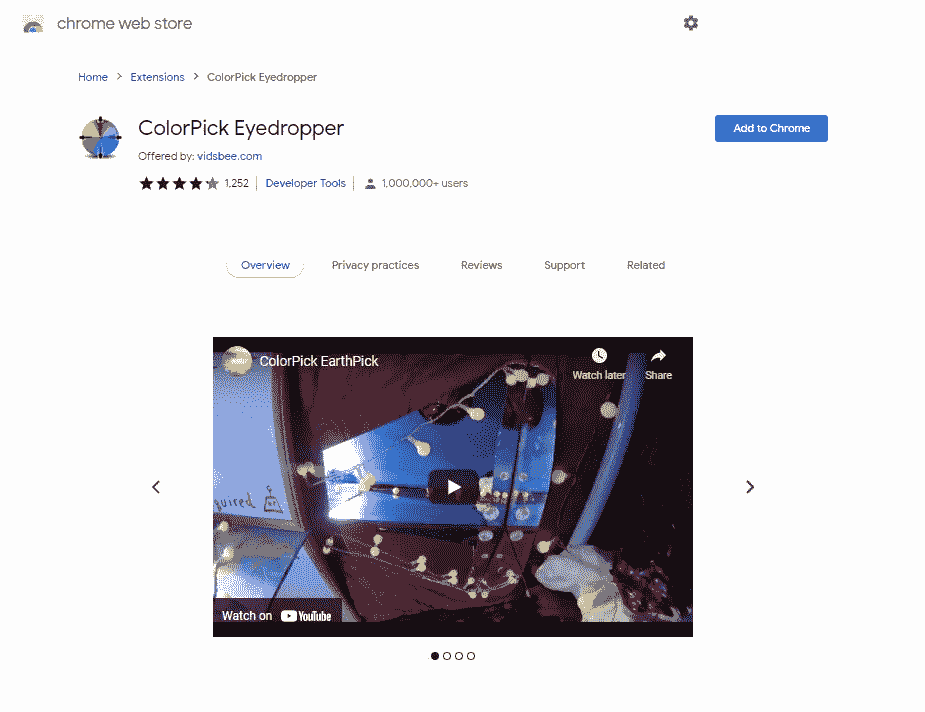 chrome web store
Home > Extensions > ColorPick Eyedropper
ColorPick Eyedropper
Add to Chrome
Offered by: vidsbee.com
1,252 Developer Tools 1,000,000+ users
Overview Privacy practices Reviews Support Related
ColorPick EarthPick
Watch later Share
quired
Watch on YouTube